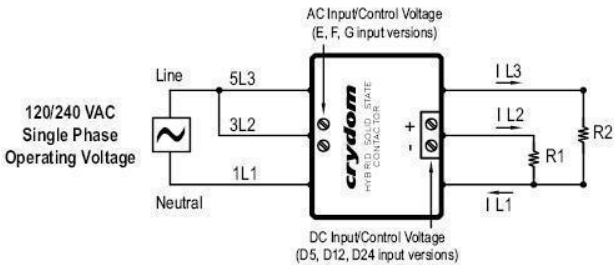 AC Input/Control Voltage
(E, F, G input versions)
Line
5L3
I L3
120/240 VAC
Single Phase
Operating Voltage
3L2
crydom
HYBRID SOLID STATE
CONTACTOR
+
-
I L2
R1
R2
1L1
Neutral
I L1
DC Input/Control Voltage
(D5, D12, D24 input versions)